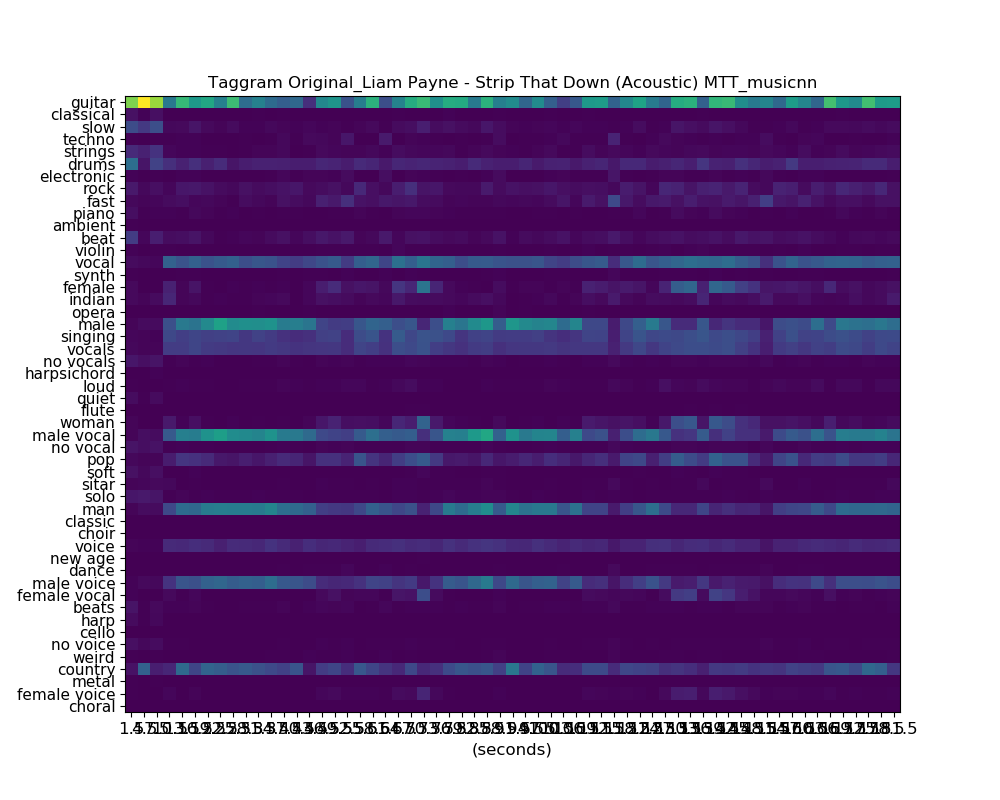 Taggram Original_Liam Payne - Strip That Down (Acoustic) MTT_musicnn
guitar
classical
slow
techno
strings
drums
electronic
rock
fast
piano
ambient
beat
violin
vocal
synth
female
indian
opera
male
singing
vocals
no vocals
harpsichord
loud
quiet
flute
woman
male vocal
no vocal
pop
soft
sitar
solo
man
classic
choir
voice
new age
dance
male voice
female vocal
beats
harp
cello
no voice
weird
country
metal
female voice
choral
(seconds)